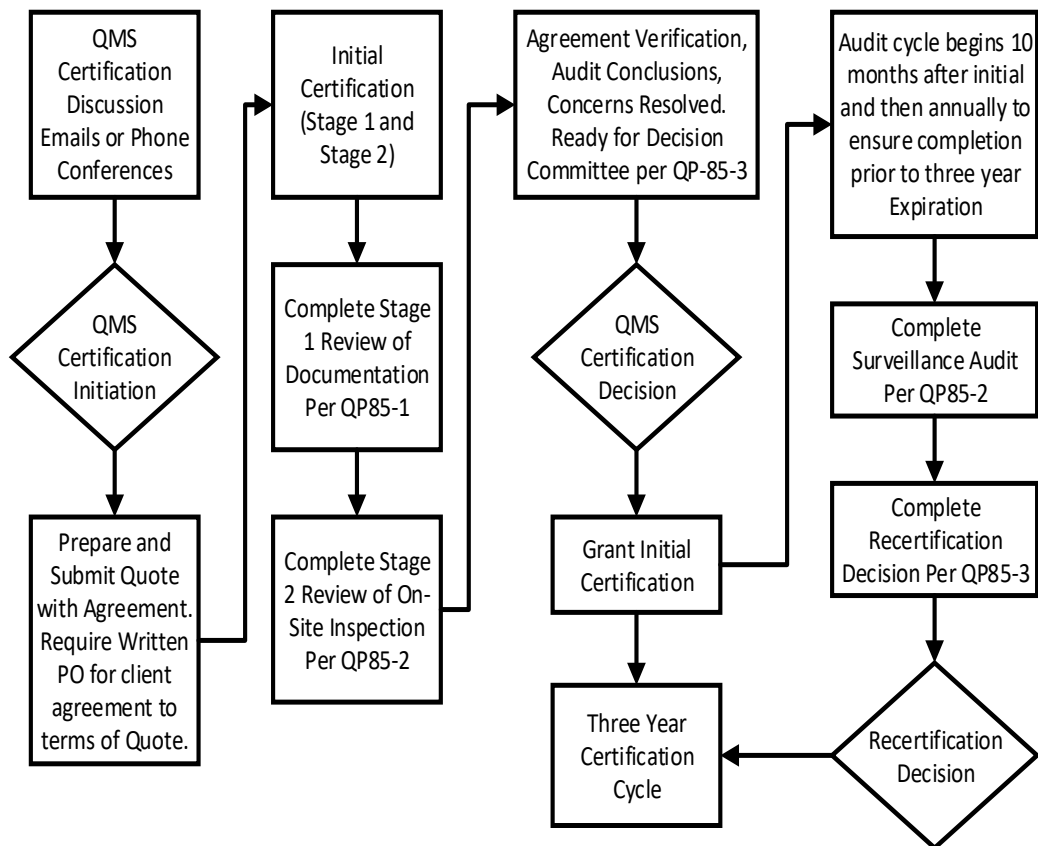 QMS
Certification
Discussion
Emails or Phone
Conferences
QMS
Certification
Initiation
Prepare and
Submit Quote
with Agreement.
Require Written
PO for client
agreement to
terms of Quote.
Initial
Certification
(Stage 1 and
Stage 2)
Complete Stage
1 Review of
Documentation
Per QP85-1
Complete Stage
2 Review of On-
Site Inspection
Per QP85-2
Agreement Verification,
Audit Conclusions,
Concerns Resolved.
Ready for Decision
Committee per QP-85-3
QMS
Certification
Decision
Grant Initial
Certification
Three Year
Certification
Cycle
Audit cycle begins 10
months after initial
and then annually to
ensure completion
prior to three year
Expiration
Complete
Surveillance Audit
Per QP85-2
Complete
Recertification
Decision Per QP85-3
Recertification
Decision